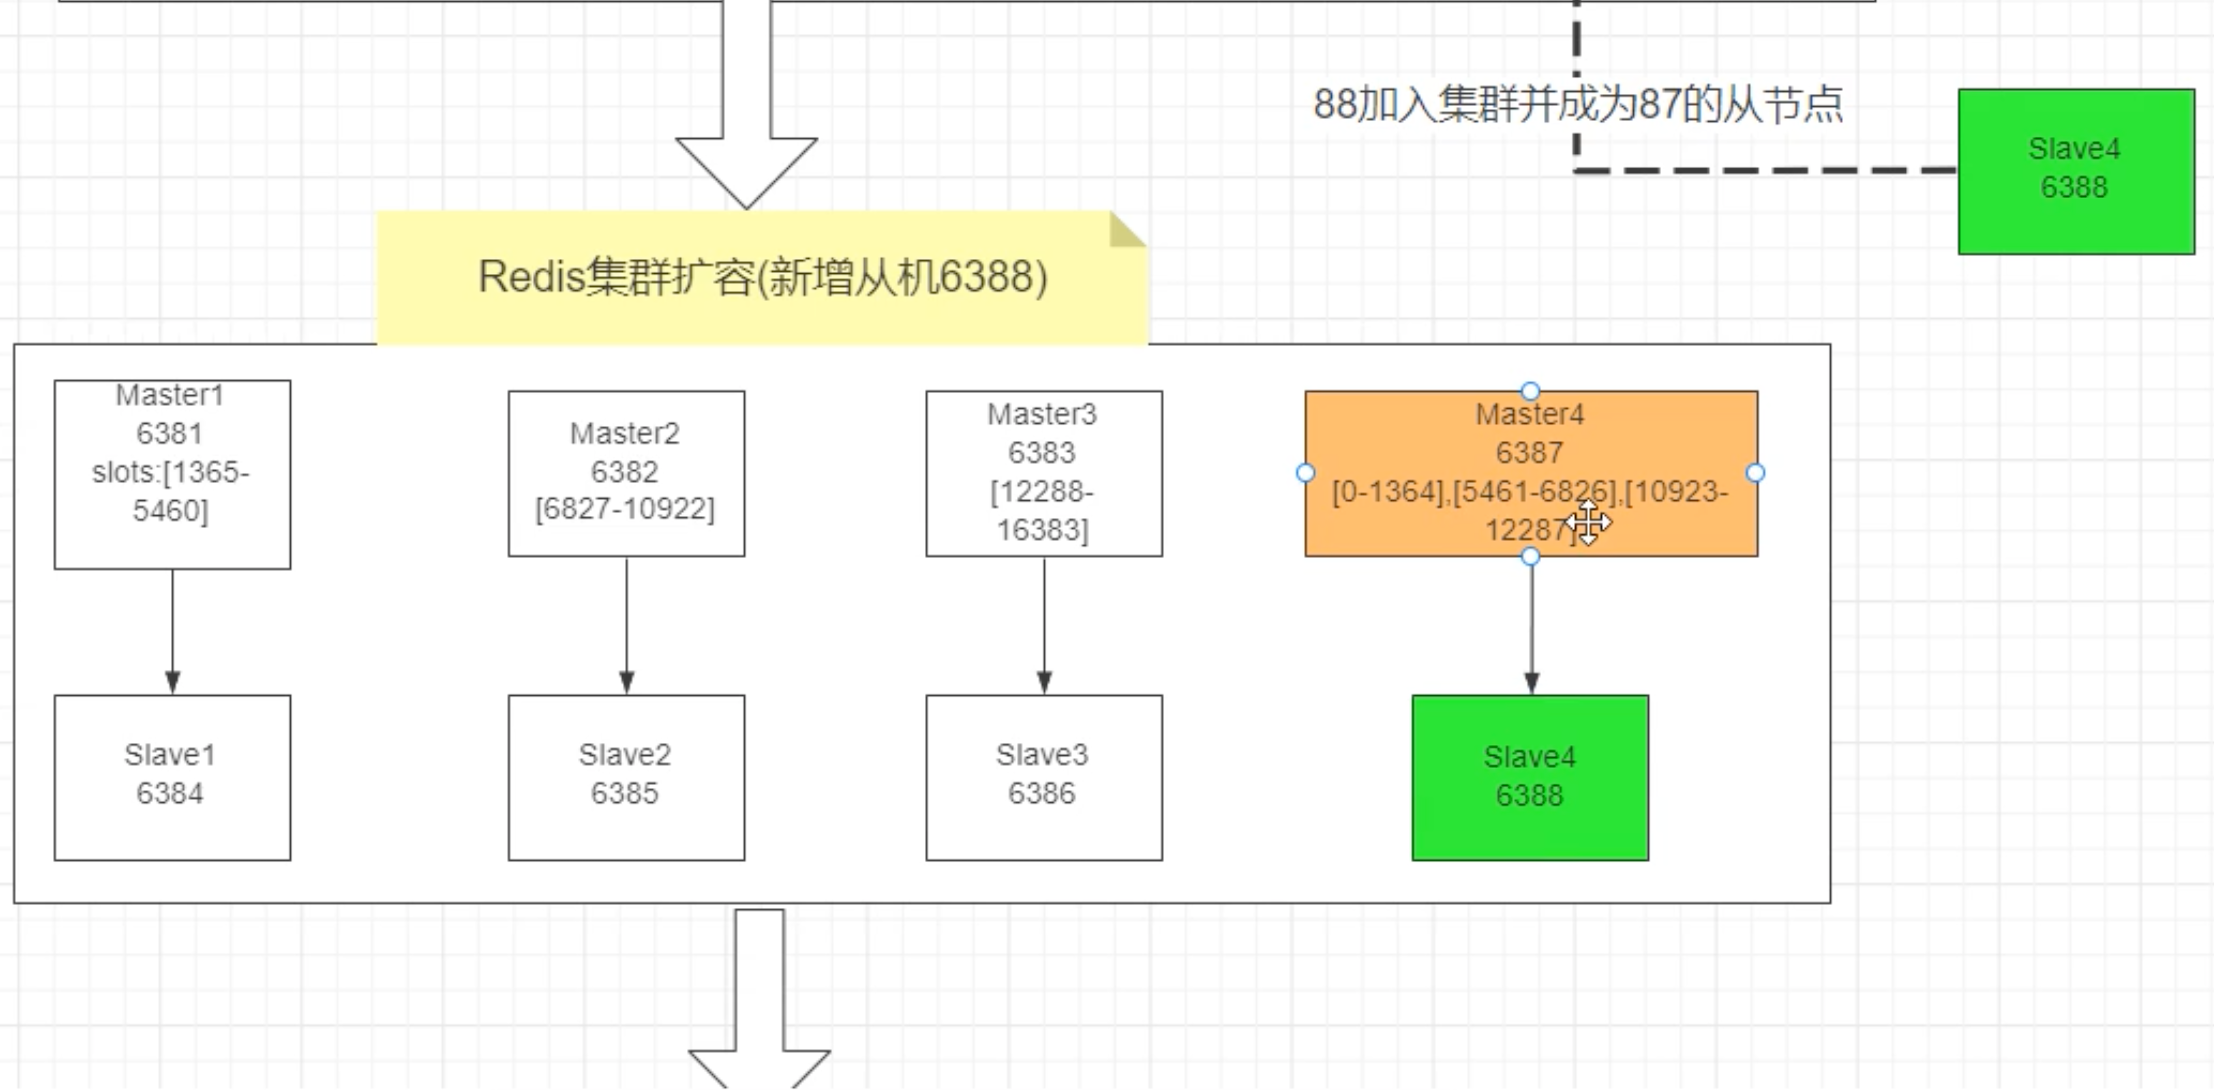 88加入集群并成为87的从节点
Slave4
6388
Redis集群扩容(新增从机6388)
Master1
6381
slots:[1365-
5460]
Master2
6382
[6827-10922]
Master3
6383
[12288-
16383]
Master4
6387
[0-1364],[5461-6826],[10923-
12287]
Slave1
6384
Slave2
6385
Slave3
6386
Slave4
6388